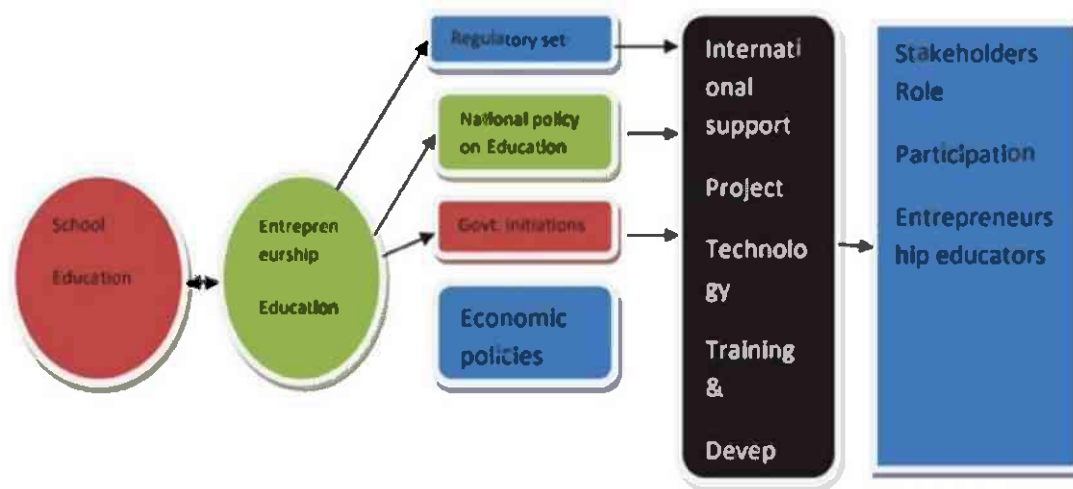 School
Education
Entrepren
eurship
Education
Regulatory set
National policy
on Education
Govt. Initiations
Economic
policies
Internati
onal
support
Project
Technolo
gy
Training
&
Devep
Stakeholders
Role
Participation
Entrepreneurs
hip educators